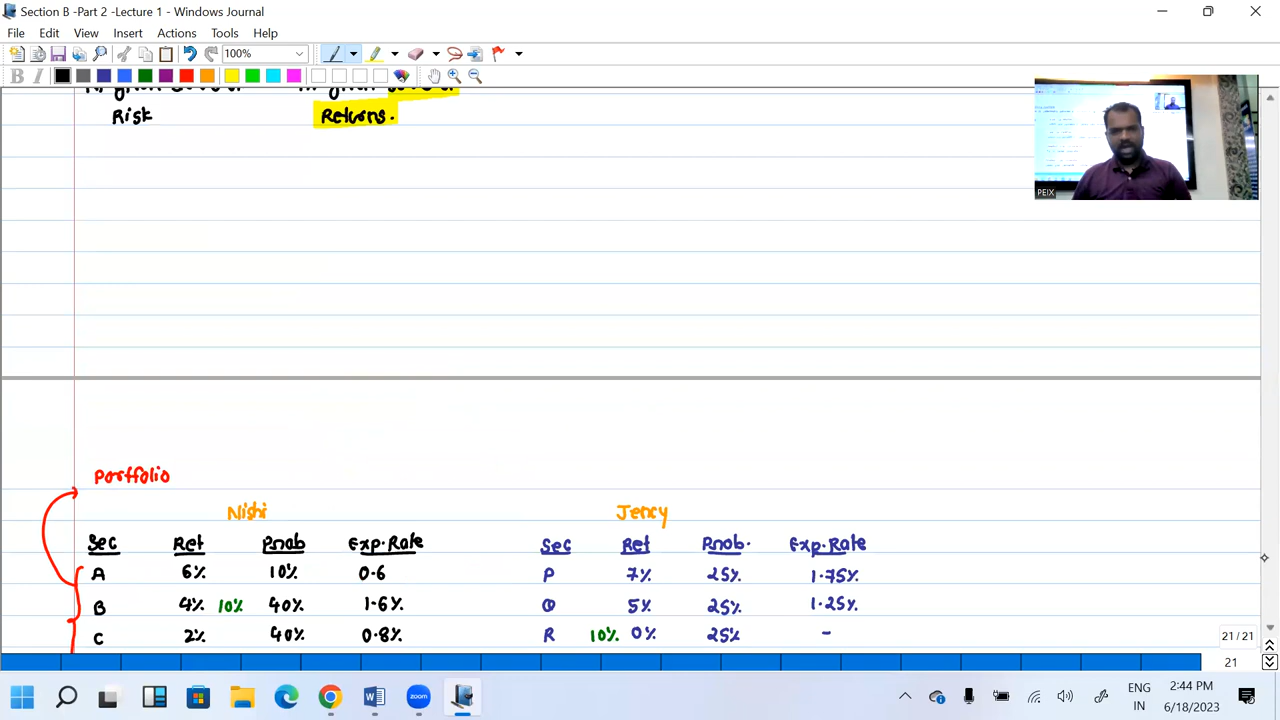 Section B -Part 2 -Lecture 1 - Windows Journal
File Edit View Insert Actions Tools Help
100%
B I
Risk Returns.
PEIX
Portfolio
Nishi Jency
Sec Ret Prob Exp.Rate Sec Ret Prob. Exp.Rate
A 6% 10% 0.6 P 7% 25% 1.75%
B 4% 10% 40% 1.6% Q 5% 25% 1.25%
C 2% 40% 0.8% R 10% 0% 25% -
21 / 21
21
zoom
ENG
IN
2:44 PM
6/18/2023